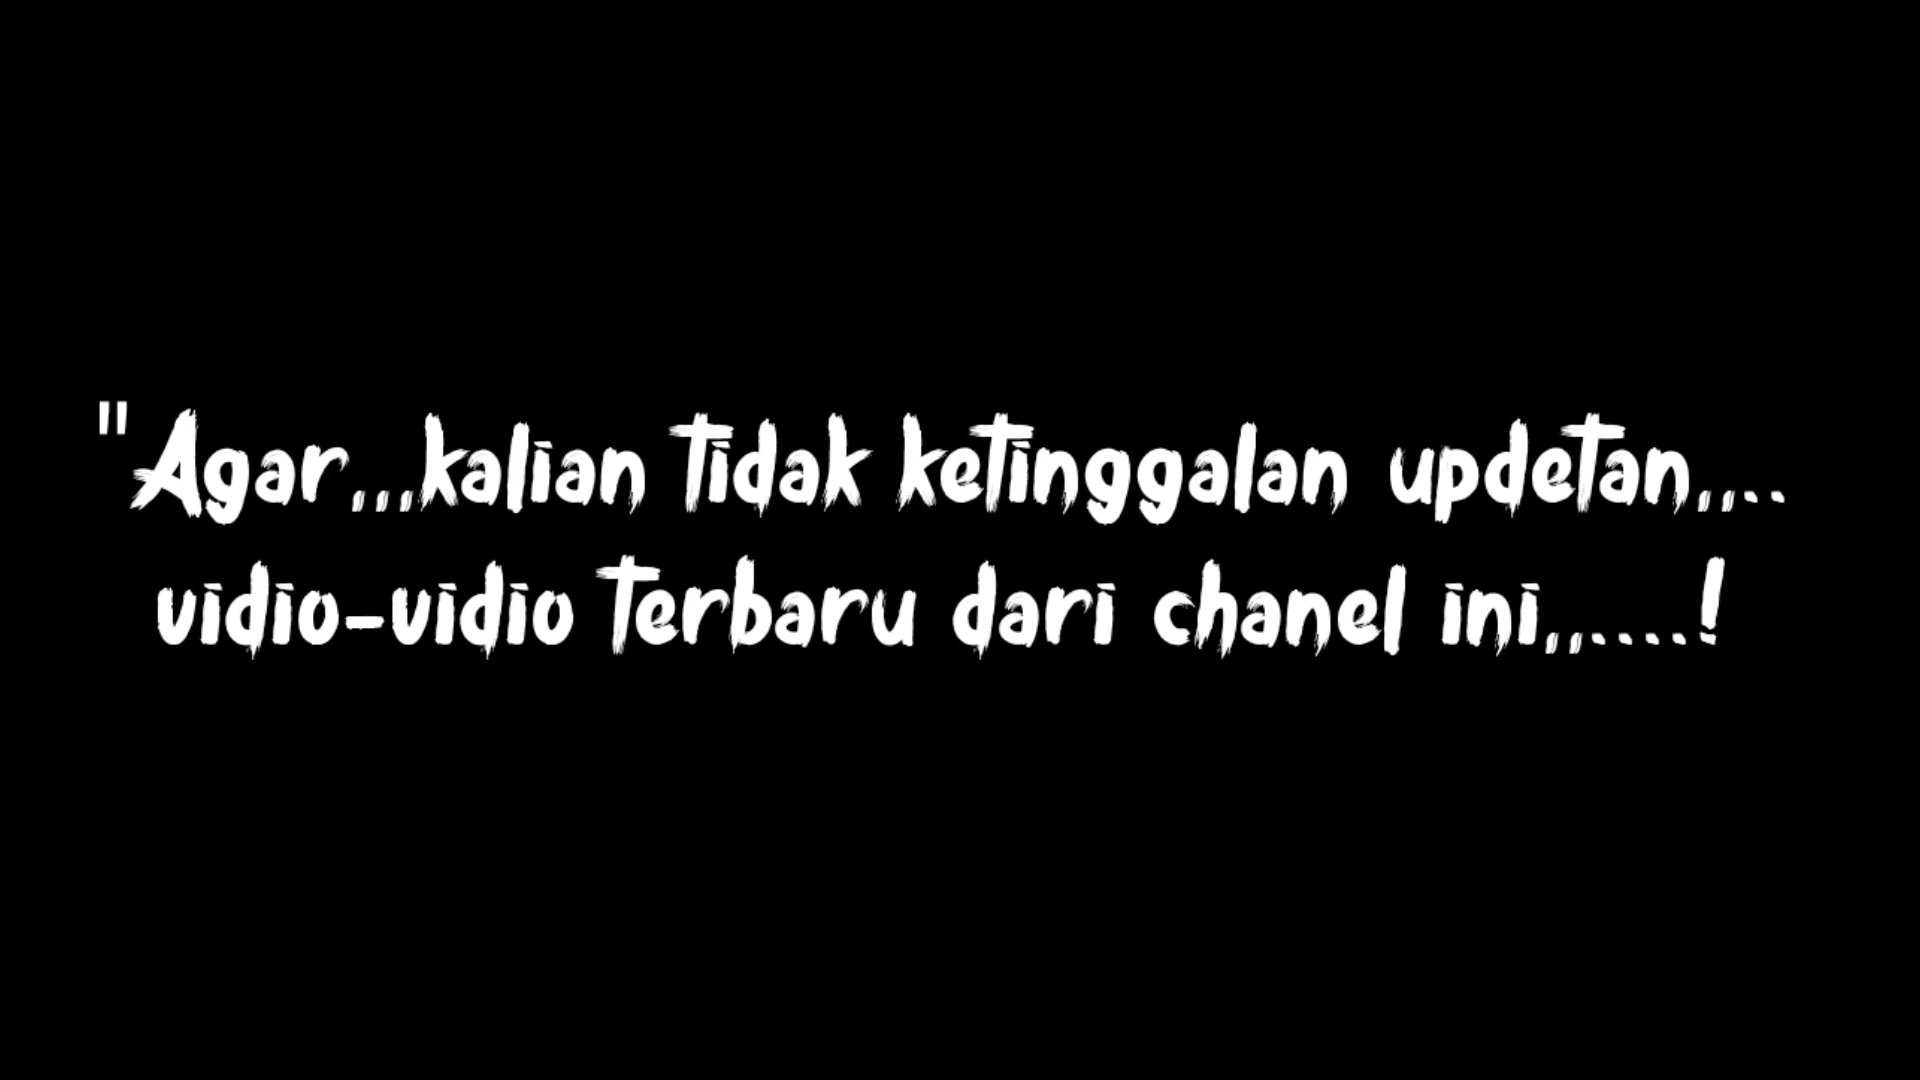 "Agar,,,kalian tidak ketinggalan updetan,,..
vidio-vidio terbaru dari chanel ini,,....!